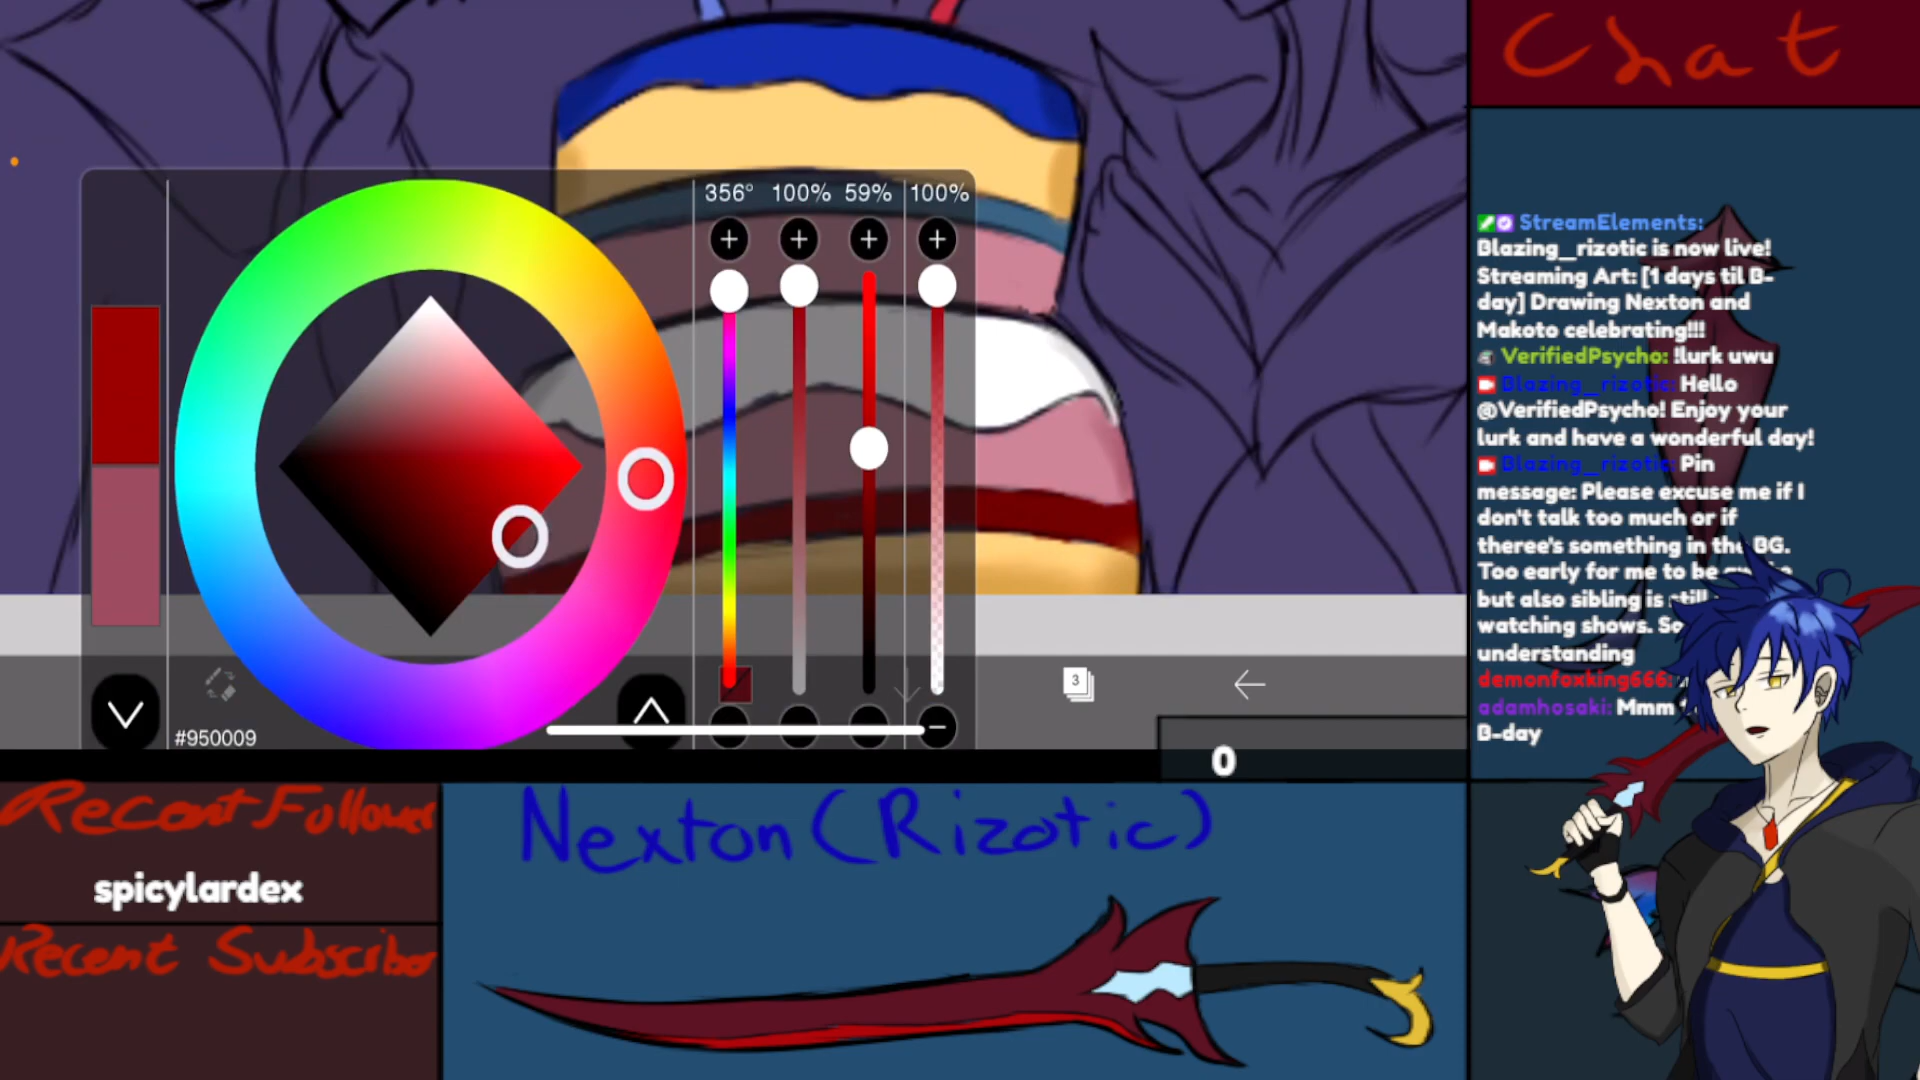 356° 100% 59% 100%
#950009
3
0
Chat
StreamElements:
Blazing_rizotic is now live!
Streaming Art: [1 days til B-
day] Drawing Nexton and
Makoto celebrating!!!
VerifiedPsycho: !lurk uwu
Blazing_rizotic: Hello
@VerifiedPsycho! Enjoy your
lurk and have a wonderful day!
Blazing_rizotic: Pin
message: Please excuse me if I
don't talk too much or if
theree's something in the BG.
Too early for me to be
but also sibling is still
watching shows. So
understanding
demonfoxking666:
adamhosaki: Mmm
B-day
Recent Follower
spicylardex
Recent Subscriber
Nexton (Rizotic)